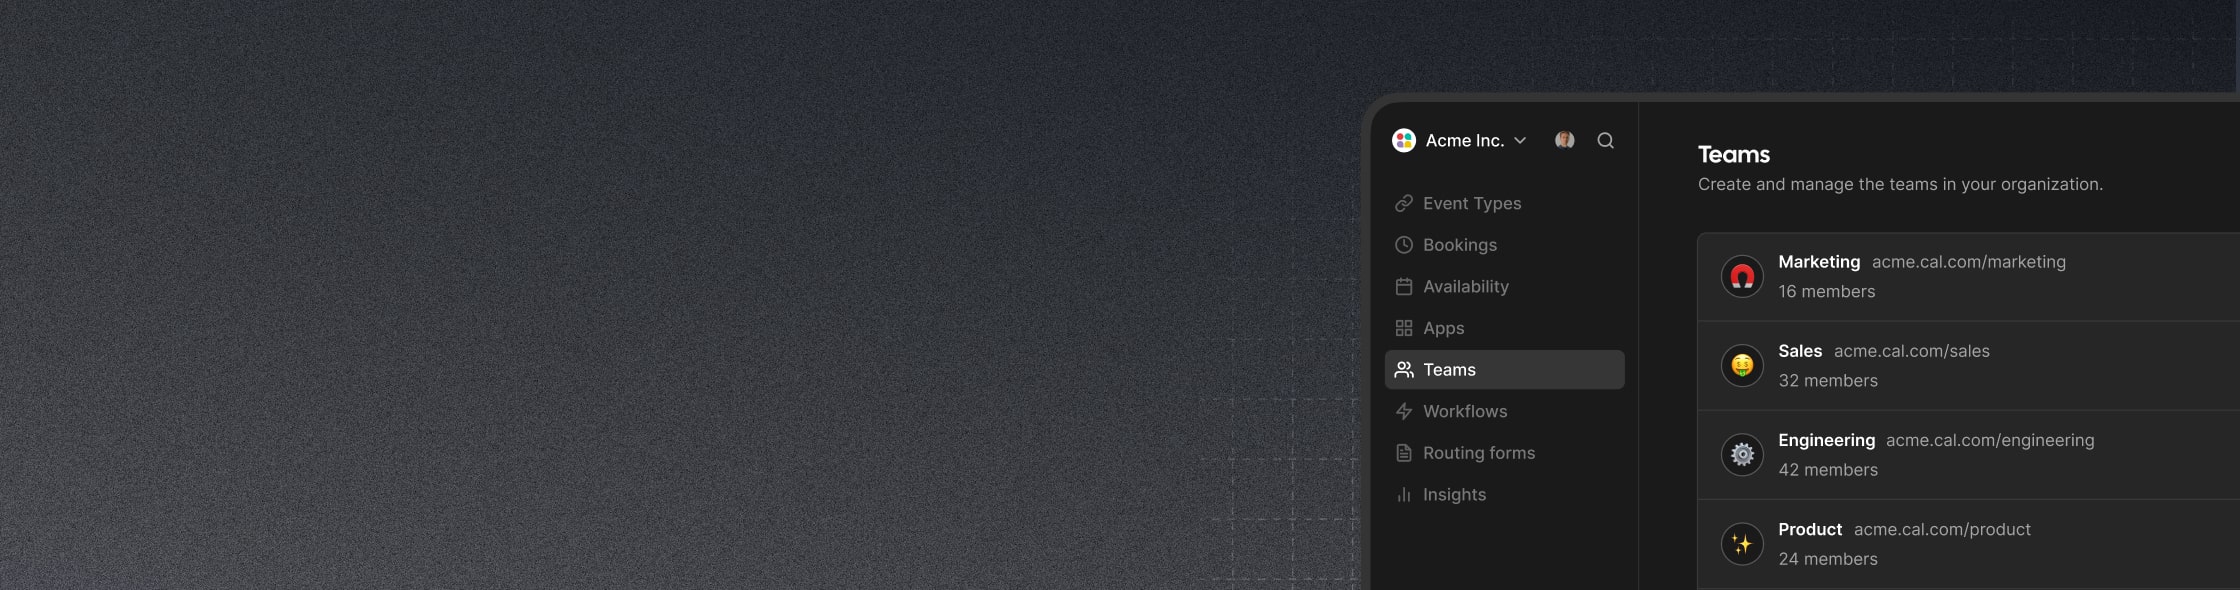 Acme Inc.
Event Types
Bookings
Availability
Apps
Teams
Workflows
Routing forms
Insights
Teams
Create and manage the teams in your organization.
Marketing acme.cal.com/marketing
16 members
Sales acme.cal.com/sales
32 members
Engineering acme.cal.com/engineering
42 members
Product acme.cal.com/product
24 members